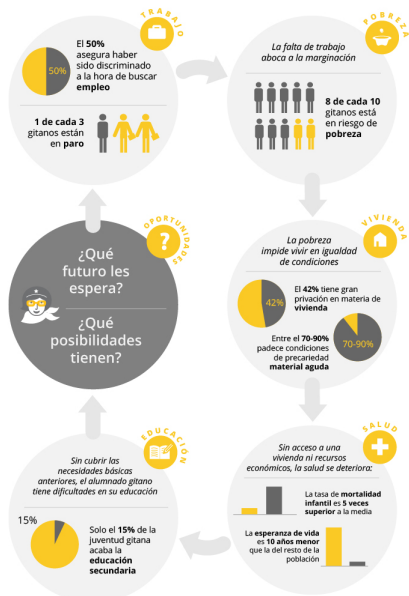 TRABAJO
El 50%
asegura haber
sido discriminado
a la hora de buscar
empleo
50%
1 de cada 3
gitanos están
en paro
POBREZA
La falta de trabajo
aboca a la marginación
8 de cada 10
gitanos está
en riesgo de
pobreza
VIVIENDA
La pobreza
impide vivir en igualdad
de condiciones
42%
El 42% tiene gran
privación en materia de
vivienda
Entre el 70-90%
padece condiciones
de precariedad
material aguda
70-90%
SALUD
Sin acceso a una
vivienda ni recursos
económicos, la salud se deteriora:
La tasa de mortalidad
infantil es 5 veces
superior a la media
La esperanza de vida
es 10 años menor
que la del resto de la
población
EDUCACIÓN
Sin cubrir las
necesidades básicas
anteriores, el alumnado gitano
tiene dificultades en su educación
15%
Solo el 15% de la
juventud gitana
acaba la
educación
secundaria
OPORTUNIDADES
?
¿Qué
futuro les
espera?
¿Qué
posibilidades
tienen?